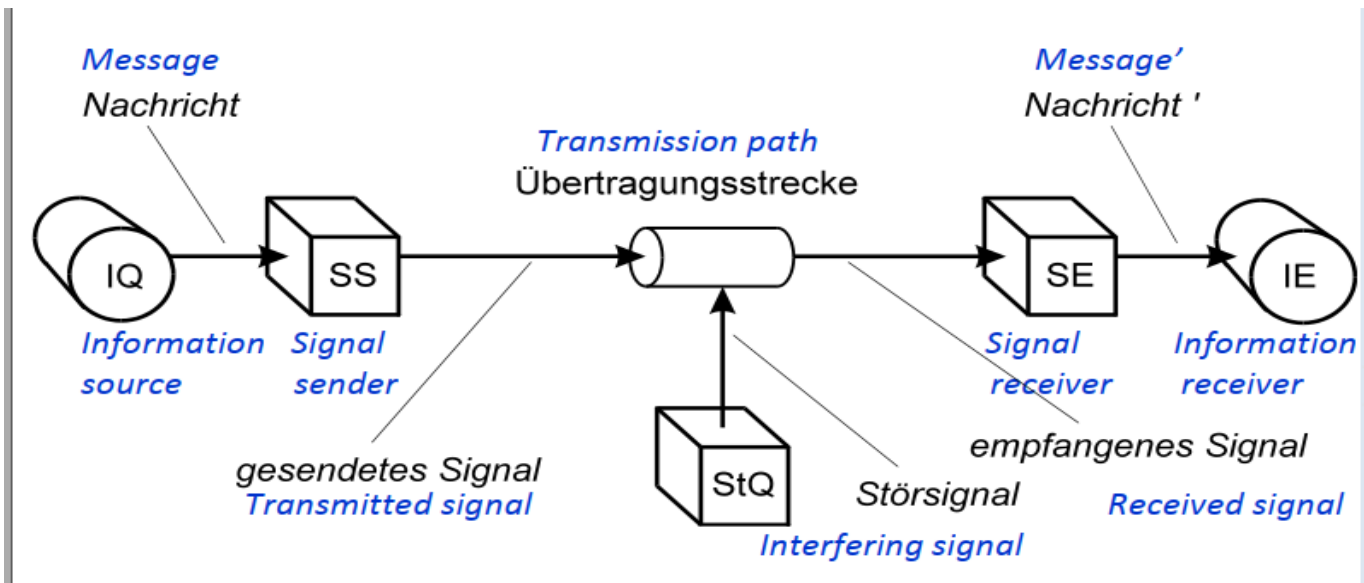 Message
Nachricht
Message’
Nachricht '
Transmission path
Übertragungsstrecke
IQ
SS
SE
IE
Information
source
Signal
sender
Signal
receiver
Information
receiver
StQ
gesendetes Signal
Transmitted signal
Störsignal
Interfering signal
empfangenes Signal
Received signal